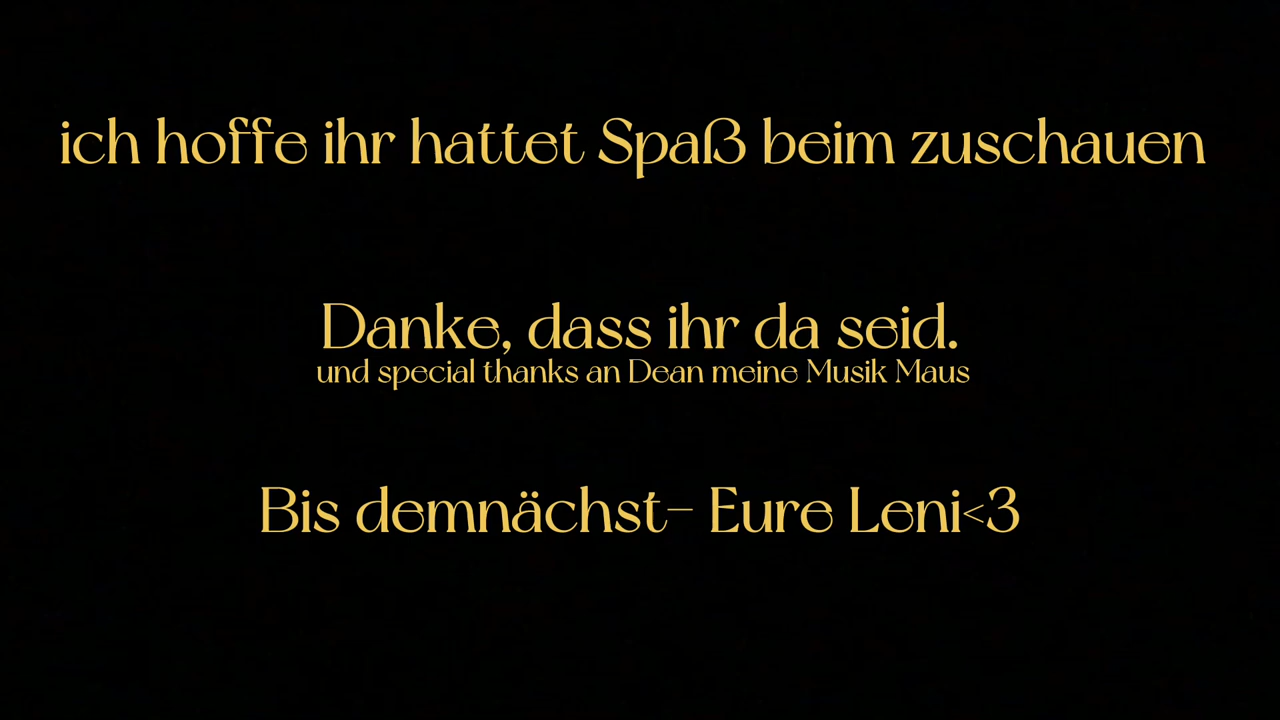 ich hoffe ihr hattet Spaß beim zuschauen
Danke, dass ihr da seid.
und special thanks an Dean meine Musik Maus
Bis demnächst- Eure Leni<3